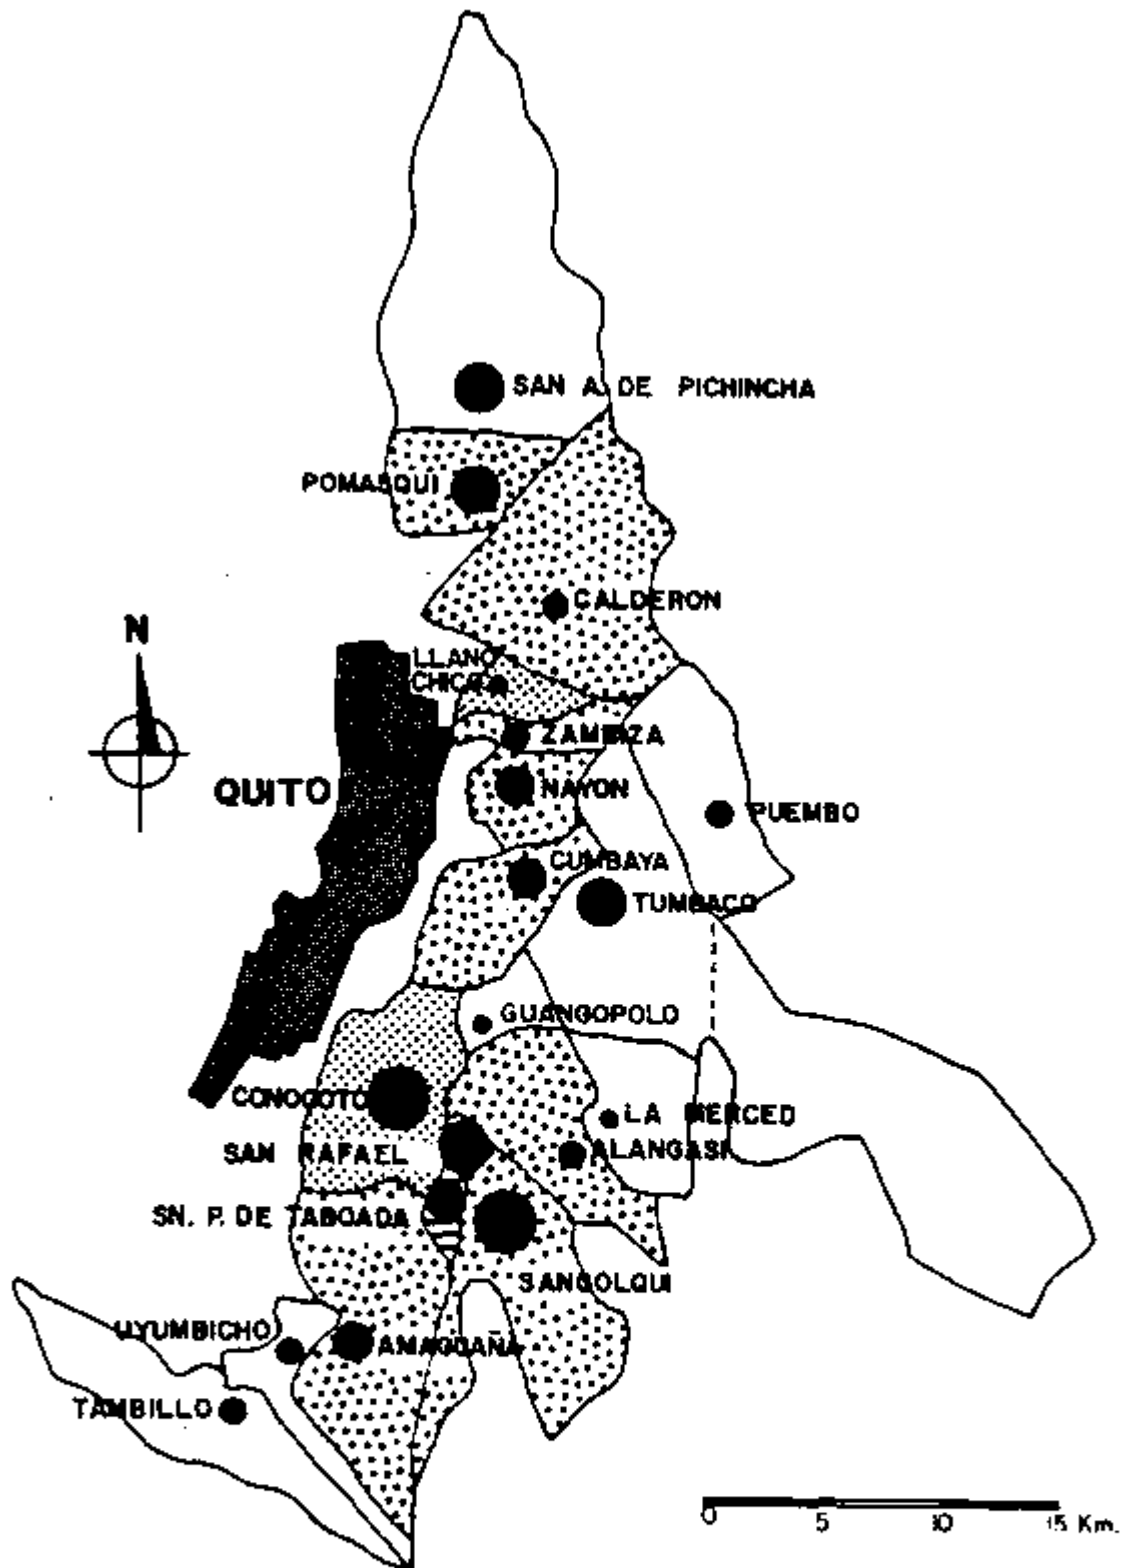 SAN A. DE PICHINCHA
POMASQUI
CALDERON
N
LLANO
CHICO
ZAMBIZA
QUITO
NAYON
PUEMBO
CUMBAYA
TUMBACO
GUANGOPOLO
CONOCOTO
LA MERCED
SAN RAFAEL
ALANGASI
SN. P. DE TABOADA
SANGOLQUI
UYUMBICHO
AMAGUAÑA
TAMBILLO
0 5 10 15 Km.